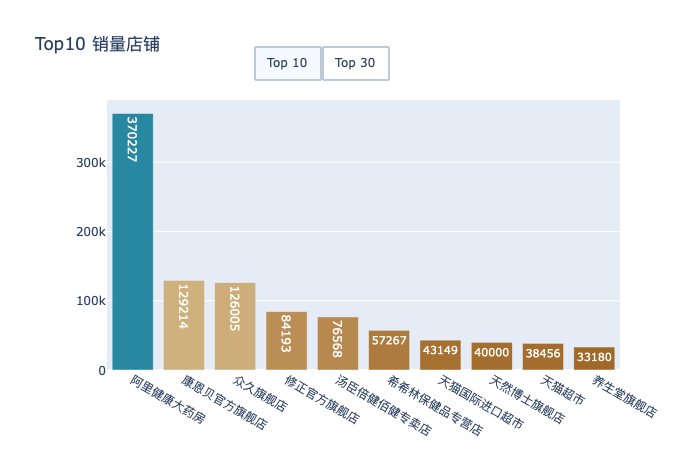 Top10 销量店铺
Top 10
Top 30
300k
200k
100k
0
370227
129214
126005
84193
76568
57267
43149
40000
38456
33180
阿里健康大药房
康恩贝官方旗舰店
众久旗舰店
修正官方旗舰店
汤臣倍健佰健专卖店
希希林保健品专营店
天猫国际进口超市
天然博士旗舰店
天猫超市
养生堂旗舰店